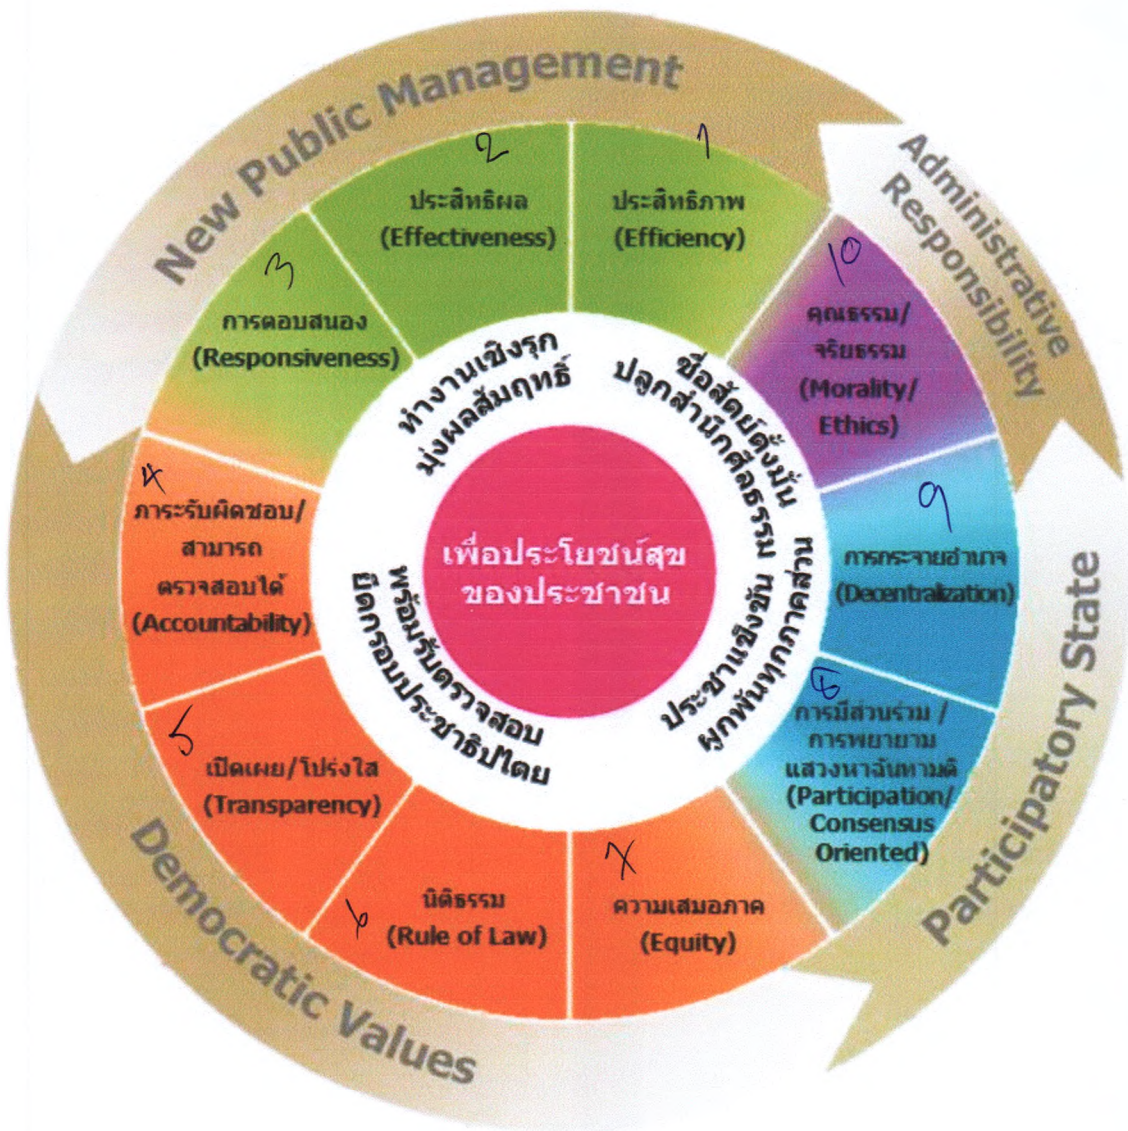 New Public Management
Administrative
Responsibility
Participatory State
Democratic Values
1
ประสิทธิภาพ
(Efficiency)
2
ประสิทธิผล
(Effectiveness)
3
การตอบสนอง
(Responsiveness)
4
ภาระรับผิดชอบ/
สามารถ
ตรวจสอบได้
(Accountability)
5
เปิดเผย/โปร่งใส
(Transparency)
6
นิติธรรม
(Rule of Law)
7
ความเสมอภาค
(Equity)
8
การมีส่วนร่วม /
การพยายาม
แสวงหาฉันทามติ
(Participation/
Consensus
Oriented)
9
การกระจายอำนาจ
(Decentralization)
10
คุณธรรม/
จริยธรรม
(Morality/
Ethics)
ทำงานเชิงรุก
มุ่งผลสัมฤทธิ์
ซื่อสัตย์ตั้งมั่น
ปลูกสำนึกศีลธรรม
ประชาแข็งขัน
ผูกพันทุกภาคส่วน
พร้อมรับตรวจสอบ
ยึดกรอบประชาธิปไตย
เพื่อประโยชน์สุข
ของประชาชน